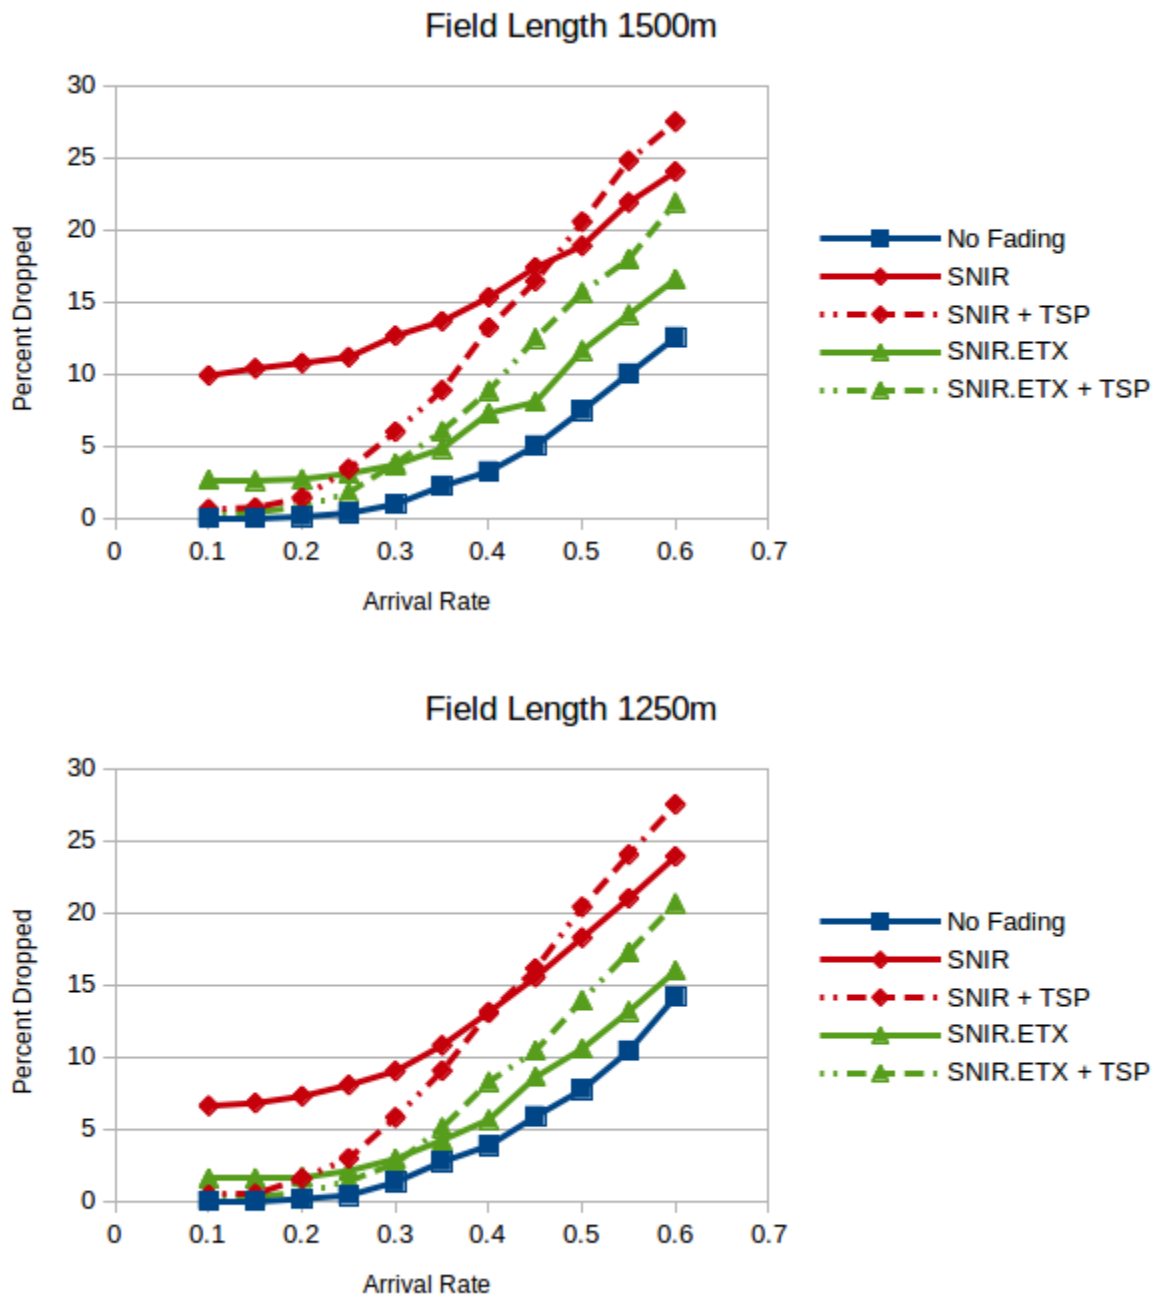 Field Length 1500m
30
25
20
15
10
5
0
Percent Dropped
0 0.1 0.2 0.3 0.4 0.5 0.6 0.7
Arrival Rate
No Fading
SNIR
SNIR + TSP
SNIR.ETX
SNIR.ETX + TSP
Field Length 1250m
30
25
20
15
10
5
0
Percent Dropped
0 0.1 0.2 0.3 0.4 0.5 0.6 0.7
Arrival Rate
No Fading
SNIR
SNIR + TSP
SNIR.ETX
SNIR.ETX + TSP